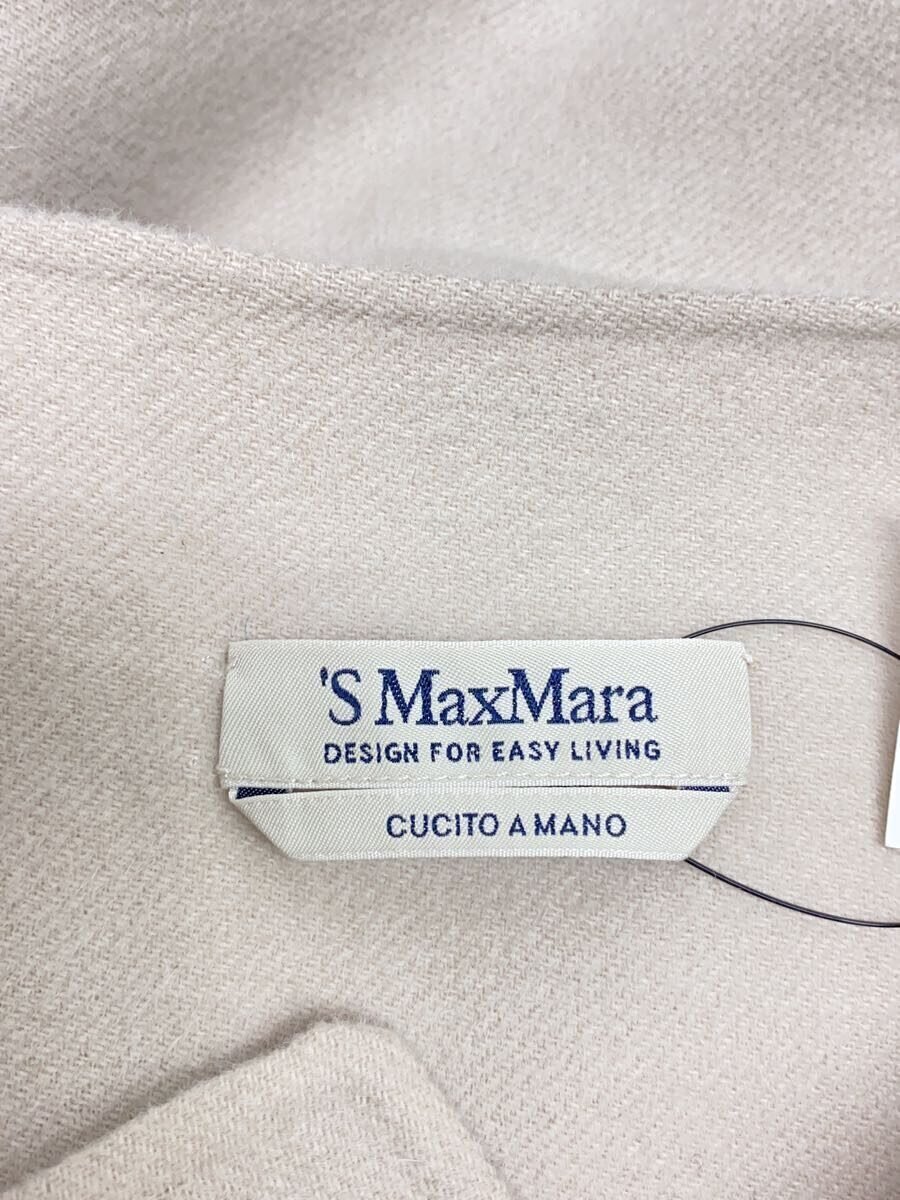 'S MaxMara
DESIGN FOR EASY LIVING
CUCITO A MANO